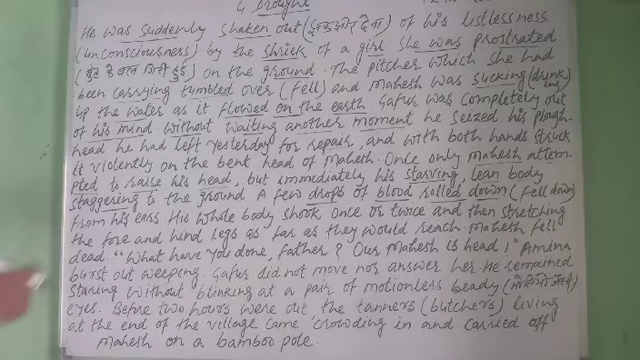 Drought
He was suddenly shaken out ( ) of his listlessness
(unconsciousness) by the shrick of a girl. She was prostrated
( के बल गिरी हुई) on the ground. The pitcher which she had
been carrying tumbled over (fell) and Mahesh was sucking (drinking)
up the water as it flowed on the earth. Gafur was completely out
of his mind without waiting another moment he seized his plough-
head he had left yesterday for repair, and with both hands struck
it violently on the bent head of Mahesh. Once only Mahesh attem-
pted to raise his head, but immediately his starving, lean body
staggering to the ground A few drops of blood rolled down (fell down)
from his ears His whole body shook once or twice and then stretching
the fore and hind legs as far as they would reach. Mahesh fell
dead. "What have you done, Father? Our Mahesh is head!" Amina
burst out weeping. Gafur did not move nor answer her. He remained
staring without blinking at a pair of motionless beady ( )
eyes. Before two hours were out the tanners (butchers) living
at the end of the village came crowding in and carried off
Mahesh on a bamboo pole.